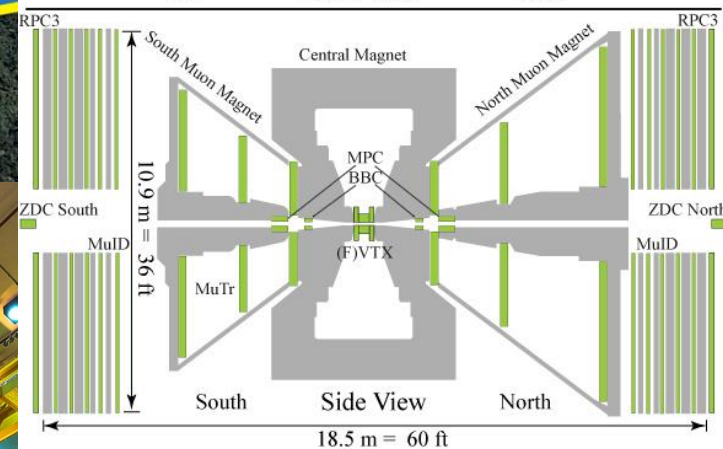 RPC3
RPC3
South Muon Magnet
Central Magnet
North Muon Magnet
MPC
BBC
ZDC South
ZDC North
MuID
MuID
10.9 m = 36 ft
(F)VTX
MuTr
South
Side View
North
18.5 m = 60 ft